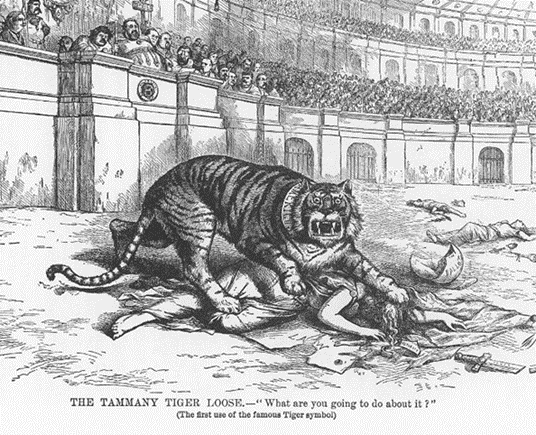 THE TAMMANY TIGER LOOSE.—"What are you going to do about it?"
(The first use of the famous Tiger symbol)